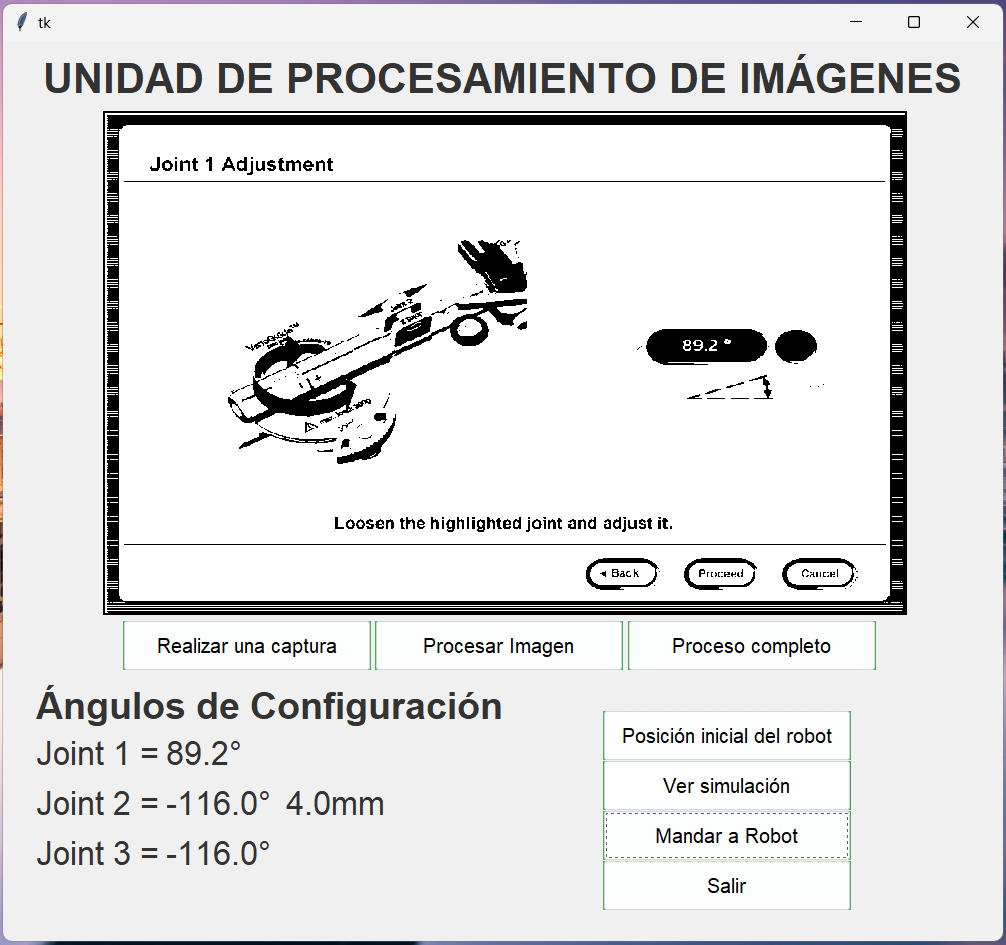 tk
UNIDAD DE PROCESAMIENTO DE IMÁGENES
Joint 1 Adjustment
89.2 °
Loosen the highlighted joint and adjust it.
◄ Back
Proceed
Cancel
Realizar una captura
Procesar Imagen
Proceso completo
Ángulos de Configuración
Joint 1 = 89.2°
Joint 2 = -116.0° 4.0mm
Joint 3 = -116.0°
Posición inicial del robot
Ver simulación
Mandar a Robot
Salir